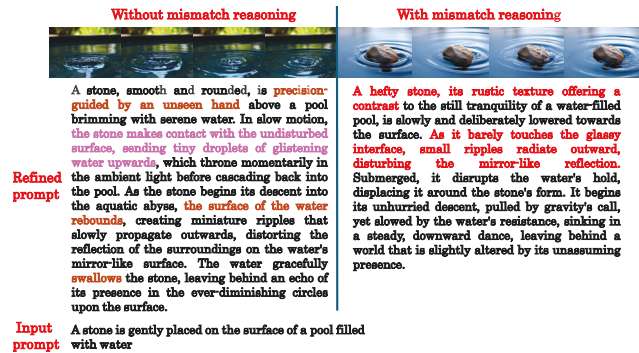 Without mismatch reasoning
A stone, smooth and rounded, is precision-
guided by an unseen hand above a pool
brimming with serene water. In slow motion,
the stone makes contact with the undisturbed
surface, sending tiny droplets of glistening
water upwards, which throne momentarily in
the ambient light before cascading back into
the pool. As the stone begins its descent into
the aquatic abyss, the surface of the water
rebounds, creating miniature ripples that
slowly propagate outwards, distorting the
reflection of the surroundings on the water's
mirror-like surface. The water gracefully
swallows the stone, leaving behind an echo of
its presence in the ever-diminishing circles
upon the surface.
With mismatch reasoning
A hefty stone, its rustic texture offering a
contrast to the still tranquility of a water-filled
pool, is slowly and deliberately lowered towards
the surface. As it barely touches the glassy
interface, small ripples radiate outward,
disturbing the mirror-like reflection.
Submerged, it disrupts the water's hold,
displacing it around the stone's form. It begins
its unhurried descent, pulled by gravity's call,
yet slowed by the water's resistance, sinking in
a steady, downward dance, leaving behind a
world that is slightly altered by its unassuming
presence.
Refined
prompt
Input
prompt
A stone is gently placed on the surface of a pool filled
with water